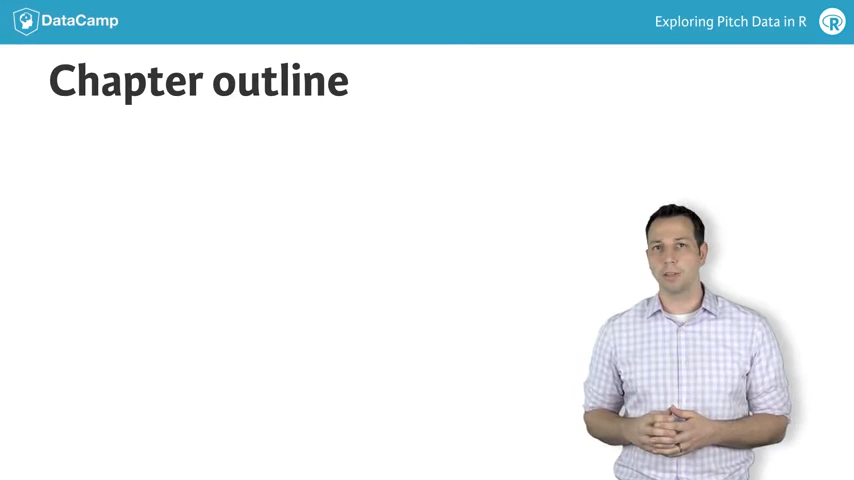 DataCamp
Exploring Pitch Data in R
R
Chapter outline